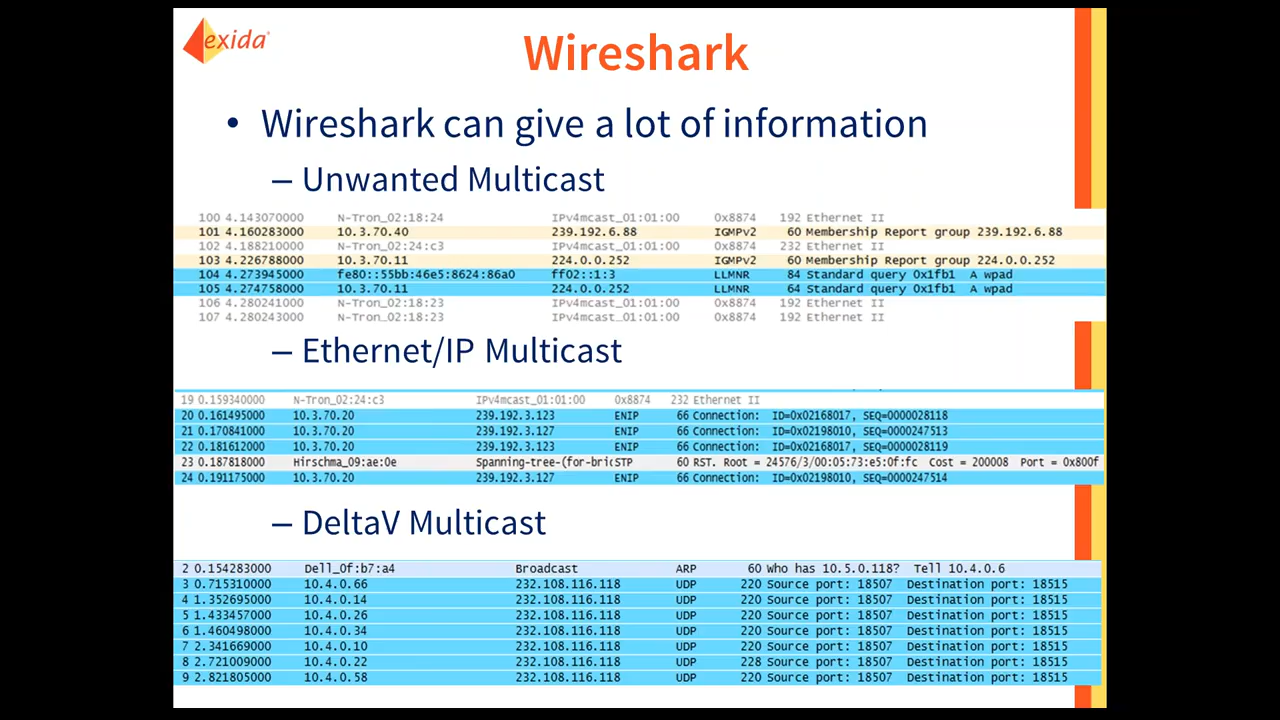 exida
Wireshark
• Wireshark can give a lot of information
– Unwanted Multicast
100 4.143070000 N-Tron_02:18:24 IPv4mcast_01:01:00 0x8874 192 Ethernet II
101 4.160283000 10.3.70.40 239.192.6.88 IGMPv2 60 Membership Report group 239.192.6.88
102 4.188210000 N-Tron_02:24:c3 IPv4mcast_01:01:00 0x8874 232 Ethernet II
103 4.226788000 10.3.70.11 224.0.0.252 IGMPv2 60 Membership Report group 224.0.0.252
104 4.273945000 fe80::55bb:46e5:8624:86a0 ff02::1:3 LLMNR 84 Standard query 0x1fb1 A wpad
105 4.274758000 10.3.70.11 224.0.0.252 LLMNR 64 Standard query 0x1fb1 A wpad
106 4.280241000 N-Tron_02:18:23 IPv4mcast_01:01:00 0x8874 192 Ethernet II
107 4.280243000 N-Tron_02:18:23 IPv4mcast_01:01:00 0x8874 192 Ethernet II
– Ethernet/IP Multicast
19 0.159340000 N-Tron_02:24:c3 IPv4mcast_01:01:00 0x8874 232 Ethernet II
20 0.161495000 10.3.70.20 239.192.3.123 ENIP 66 Connection: ID=0x02168017, SEQ=0000028118
21 0.170841000 10.3.70.20 239.192.3.127 ENIP 66 Connection: ID=0x02198010, SEQ=0000247513
22 0.181612000 10.3.70.20 239.192.3.123 ENIP 66 Connection: ID=0x02168017, SEQ=0000028119
23 0.187818000 Hirschma_09:ae:0e Spanning-tree-(for-bric STP 60 RST. Root = 24576/3/00:05:73:e5:0f:fc Cost = 200008 Port = 0x800f
24 0.191175000 10.3.70.20 239.192.3.127 ENIP 66 Connection: ID=0x02198010, SEQ=0000247514
– DeltaV Multicast
2 0.154283000 Dell_0f:b7:a4 Broadcast ARP 60 Who has 10.5.0.118? Tell 10.4.0.6
3 0.715310000 10.4.0.66 232.108.116.118 UDP 220 Source port: 18507 Destination port: 18515
4 1.352695000 10.4.0.14 232.108.116.118 UDP 220 Source port: 18507 Destination port: 18515
5 1.433457000 10.4.0.26 232.108.116.118 UDP 220 Source port: 18507 Destination port: 18515
6 1.460498000 10.4.0.34 232.108.116.118 UDP 220 Source port: 18507 Destination port: 18515
7 2.341669000 10.4.0.10 232.108.116.118 UDP 220 Source port: 18507 Destination port: 18515
8 2.721009000 10.4.0.22 232.108.116.118 UDP 228 Source port: 18507 Destination port: 18515
9 2.821805000 10.4.0.58 232.108.116.118 UDP 220 Source port: 18507 Destination port: 18515